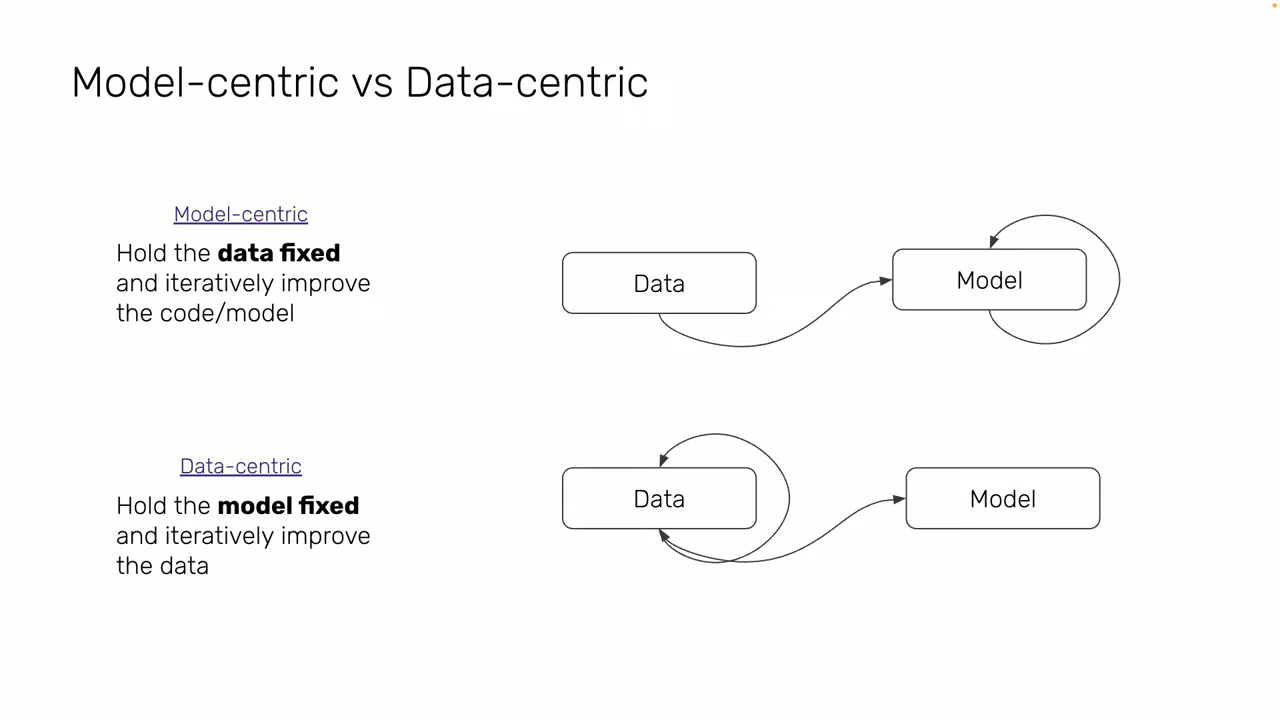 Model-centric vs Data-centric
Model-centric
Hold the data fixed
and iteratively improve
the code/model
Data
Model
Data-centric
Hold the model fixed
and iteratively improve
the data
Data
Model